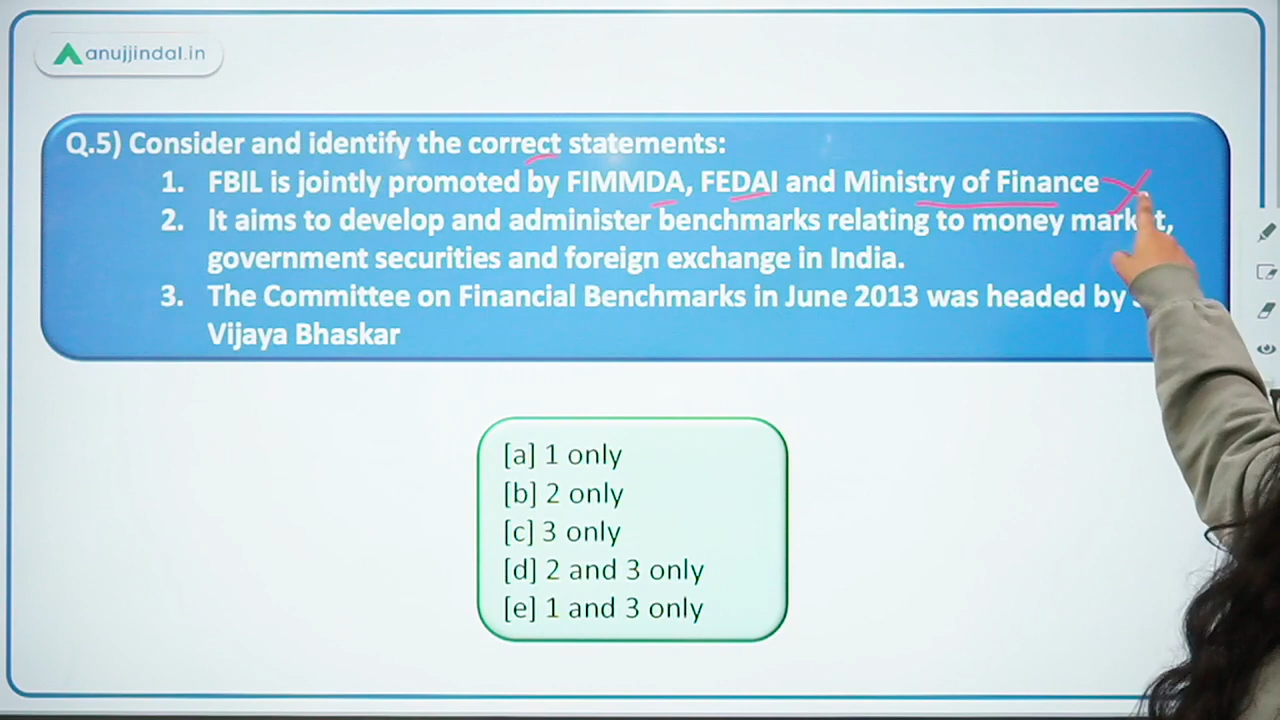 anujjindal.in
Q.5) Consider and identify the correct statements:
1. FBIL is jointly promoted by FIMMDA, FEDAI and Ministry of Finance
2. It aims to develop and administer benchmarks relating to money market,
government securities and foreign exchange in India.
3. The Committee on Financial Benchmarks in June 2013 was headed by
Vijaya Bhaskar
[a] 1 only
[b] 2 only
[c] 3 only
[d] 2 and 3 only
[e] 1 and 3 only